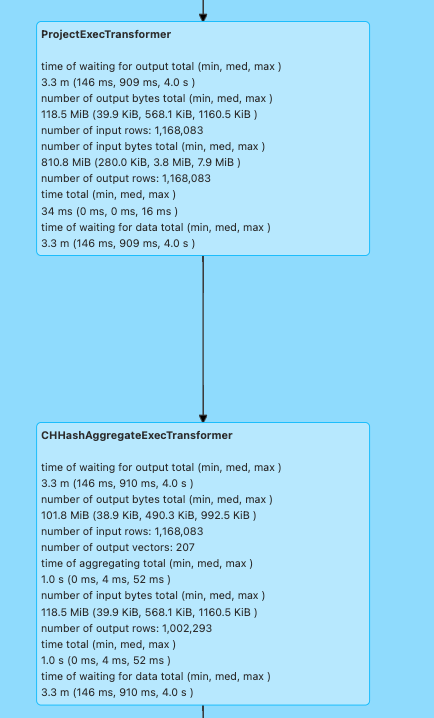 ProjectExecTransformer
time of waiting for output total (min, med, max )
3.3 m (146 ms, 909 ms, 4.0 s )
number of output bytes total (min, med, max )
118.5 MiB (39.9 KiB, 568.1 KiB, 1160.5 KiB )
number of input rows: 1,168,083
number of input bytes total (min, med, max )
810.8 MiB (280.0 KiB, 3.8 MiB, 7.9 MiB )
number of output rows: 1,168,083
time total (min, med, max )
34 ms (0 ms, 0 ms, 16 ms )
time of waiting for data total (min, med, max )
3.3 m (146 ms, 909 ms, 4.0 s )
CHHashAggregateExecTransformer
time of waiting for output total (min, med, max )
3.3 m (146 ms, 910 ms, 4.0 s )
number of output bytes total (min, med, max )
101.8 MiB (38.9 KiB, 490.3 KiB, 992.5 KiB )
number of input rows: 1,168,083
number of output vectors: 207
time of aggregating total (min, med, max )
1.0 s (0 ms, 4 ms, 52 ms )
number of input bytes total (min, med, max )
118.5 MiB (39.9 KiB, 568.1 KiB, 1160.5 KiB )
number of output rows: 1,002,293
time total (min, med, max )
1.0 s (0 ms, 4 ms, 52 ms )
time of waiting for data total (min, med, max )
3.3 m (146 ms, 910 ms, 4.0 s )